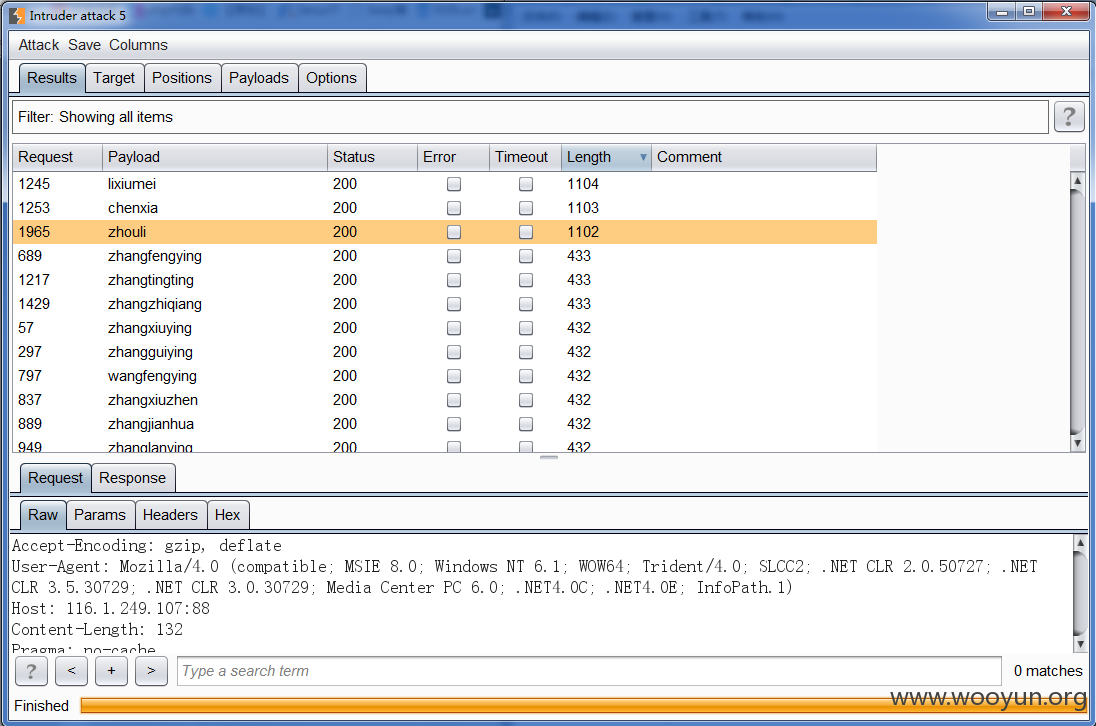 Intruder attack 5
Attack Save Columns
Results Target Positions Payloads Options
Filter: Showing all items
?
Request Payload Status Error Timeout Length Comment
1245 lixiumei 200 1104
1253 chenxia 200 1103
1965 zhouli 200 1102
689 zhangfengying 200 433
1217 zhangtingting 200 433
1429 zhangzhiqiang 200 433
57 zhangxiuying 200 432
297 zhangguiying 200 432
797 wangfengying 200 432
837 zhangxiuzhen 200 432
889 zhangjianhua 200 432
949 zhanglanying 200 432
Request Response
Raw Params Headers Hex
Accept-Encoding: gzip, deflate
User-Agent: Mozilla/4.0 (compatible; MSIE 8.0; Windows NT 6.1; WOW64; Trident/4.0; SLCC2; .NET CLR 2.0.50727; .NET
CLR 3.5.30729; .NET CLR 3.0.30729; Media Center PC 6.0; .NET4.0C; .NET4.0E; InfoPath.1)
Host: 116.1.249.107:88
Content-Length: 132
Pragma: no-cache
? < + > Type a search term 0 matches
Finished
www.wooyun.org